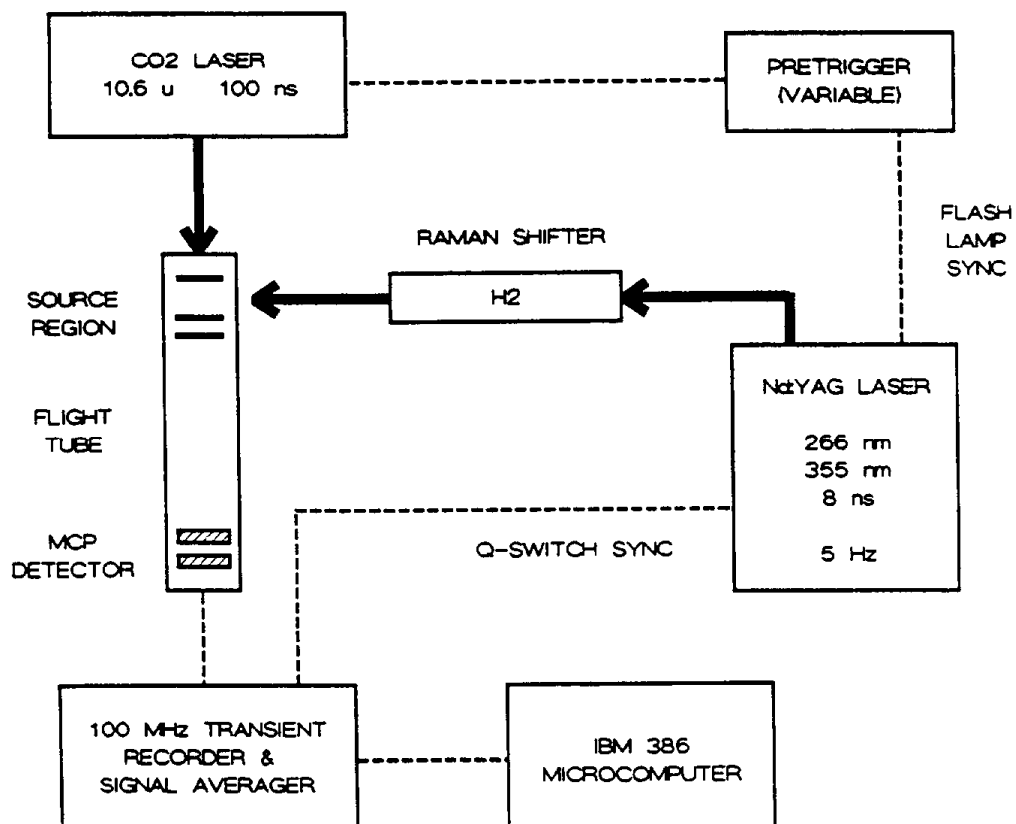 CO2 LASER
10.6 u 100 ns
PRETRIGGER
(VARIABLE)
FLASH
LAMP
SYNC
RAMAN SHIFTER
H2
SOURCE
REGION
Nd:YAG LASER
266 nm
355 nm
8 ns
5 Hz
FLIGHT
TUBE
Q-SWITCH SYNC
MCP
DETECTOR
100 MHz TRANSIENT
RECORDER &
SIGNAL AVERAGER
IBM 386
MICROCOMPUTER